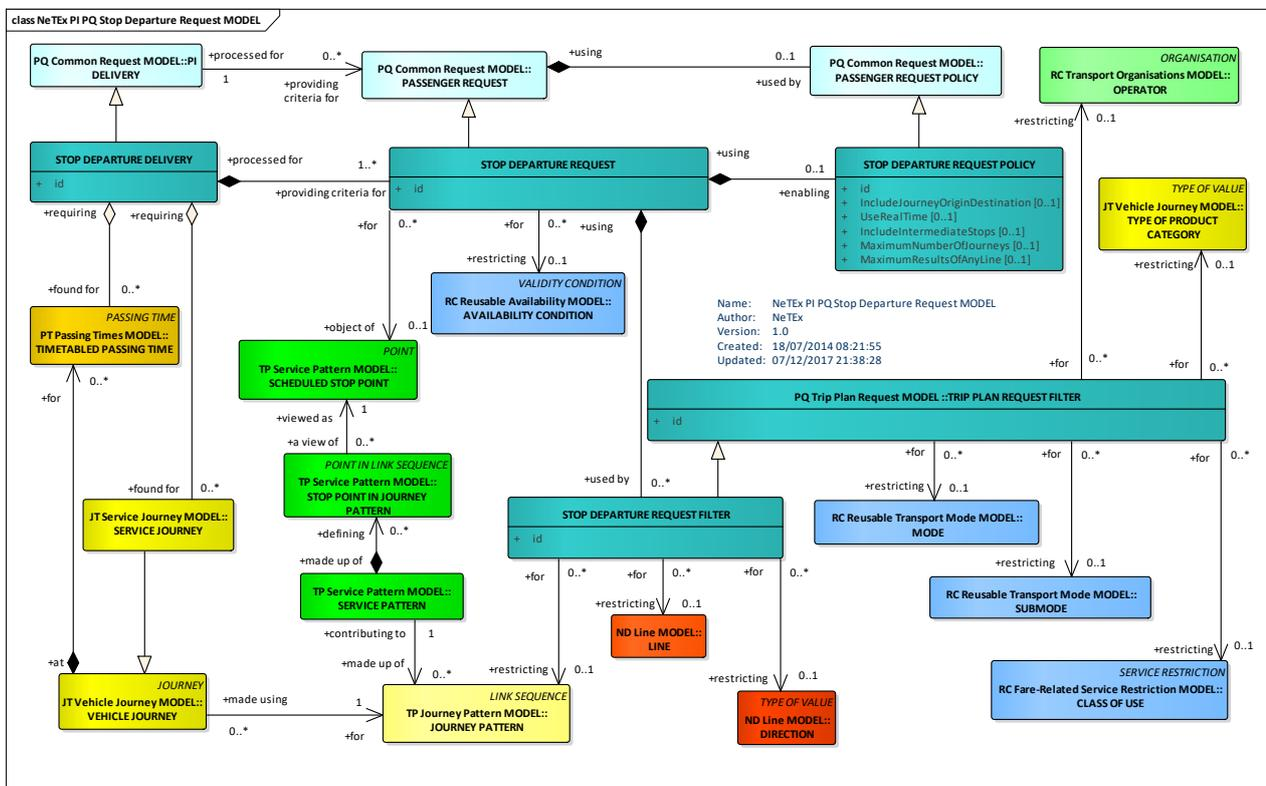 class NeTEx PI PQ Stop Departure Request MODEL
PQ Common Request MODEL::PI
DELIVERY
+processed for
1
0..*
+providing
criteria for
PQ Common Request MODEL::
PASSENGER REQUEST
+using
0..1
+used by
PQ Common Request MODEL::
PASSENGER REQUEST POLICY
ORGANISATION
RC Transport Organisations MODEL::
OPERATOR
+restricting
0..1
STOP DEPARTURE DELIVERY
+ id
+processed for
1..*
+providing criteria for
STOP DEPARTURE REQUEST
+ id
+using
0..1
+enabling
STOP DEPARTURE REQUEST POLICY
+ id
+ IncludeJourneyOriginDestination [0..1]
+ UseRealTime [0..1]
+ IncludeIntermediateStops [0..1]
+ MaximumNumberOfJourneys [0..1]
+ MaximumResultsOfAnyLine [0..1]
TYPE OF VALUE
JT Vehicle Journey MODEL::
TYPE OF PRODUCT
CATEGORY
+restricting
0..1
+requiring
+requiring
+for
0..*
+for
0..*
+using
+restricting
0..1
VALIDITY CONDITION
RC Reusable Availability MODEL::
AVAILABILITY CONDITION
+found for
0..*
PASSING TIME
PT Passing Times MODEL::
TIMETABLED PASSING TIME
+object of
0..1
POINT
TP Service Pattern MODEL::
SCHEDULED STOP POINT
Name: NeTEx PI PQ Stop Departure Request MODEL
Author: NeTEx
Version: 1.0
Created: 18/07/2014 08:21:55
Updated: 07/12/2017 21:38:28
+for
0..*
+for
0..*
PQ Trip Plan Request MODEL ::TRIP PLAN REQUEST FILTER
+ id
+for
0..*
+viewed as
1
+a view of
0..*
POINT IN LINK SEQUENCE
TP Service Pattern MODEL::
STOP POINT IN JOURNEY
PATTERN
+for
0..*
+for
0..*
+for
0..*
+found for
0..*
+used by
0..*
+restricting
0..1
JT Service Journey MODEL::
SERVICE JOURNEY
STOP DEPARTURE REQUEST FILTER
+ id
RC Reusable Transport Mode MODEL::
MODE
+defining
0..*
+made up of
TP Service Pattern MODEL::
SERVICE PATTERN
+for
0..*
+for
0..*
+for
0..*
+restricting
0..1
RC Reusable Transport Mode MODEL::
SUBMODE
+restricting
0..1
ND Line MODEL::
LINE
+contributing to
1
+made up of
0..*
+restricting
0..1
+restricting
0..1
+restricting
0..1
+at
JOURNEY
JT Vehicle Journey MODEL::
VEHICLE JOURNEY
+made using
0..*
1
+for
LINK SEQUENCE
TP Journey Pattern MODEL::
JOURNEY PATTERN
TYPE OF VALUE
ND Line MODEL::
DIRECTION
SERVICE RESTRICTION
RC Fare-Related Service Restriction MODEL::
CLASS OF USE